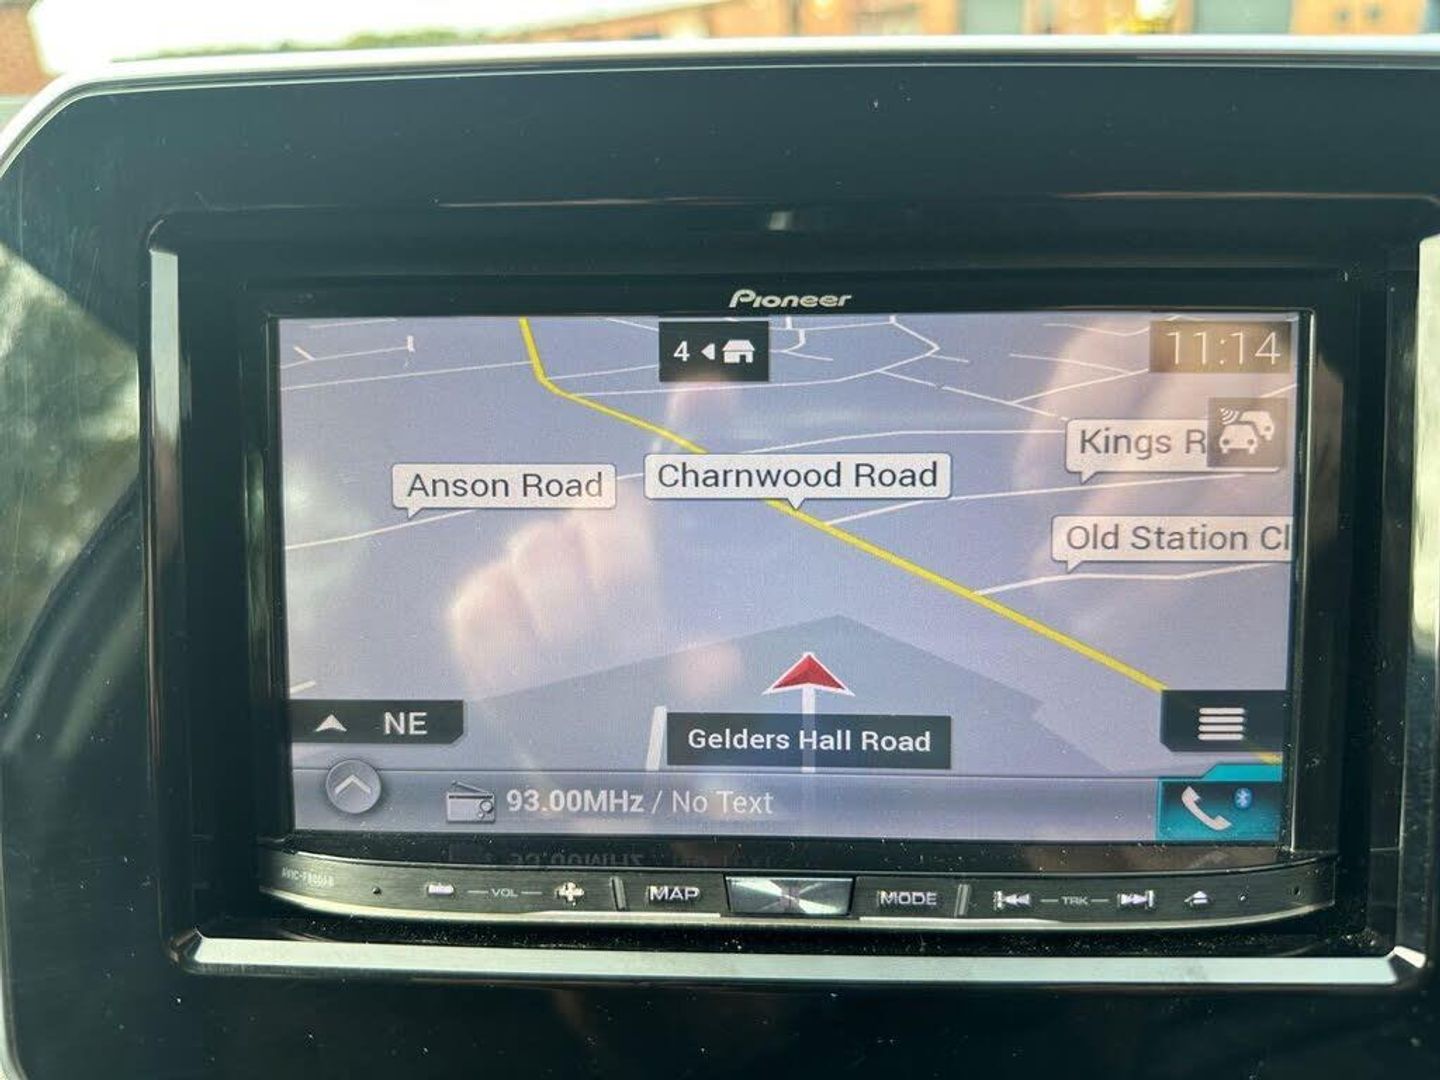 Pioneer
4
11:14
Kings R
Anson Road
Charnwood Road
Old Station Cl
NE
Gelders Hall Road
93.00MHz / No Text
VOL
MAP
MODE
TRK